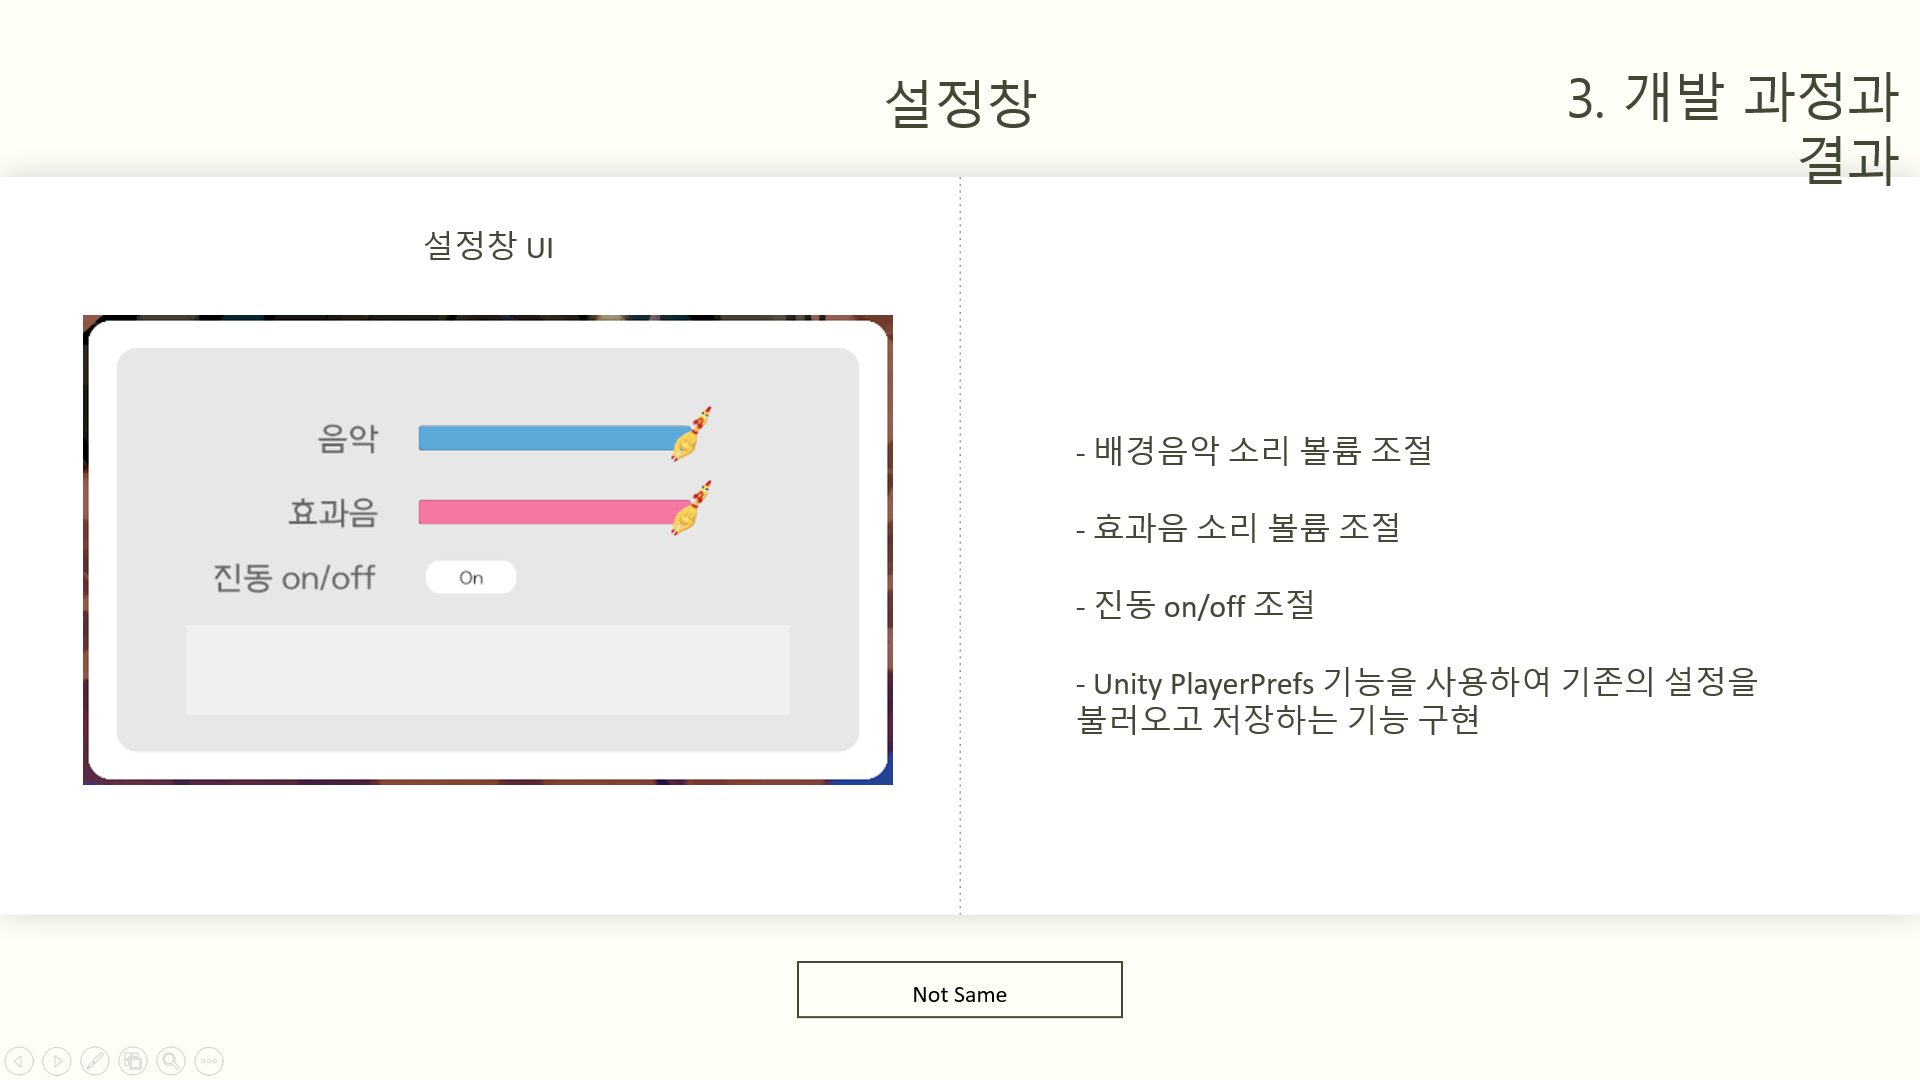 설정창
3. 개발 과정과
결과
설정창 UI
음악
효과음
진동 on/off
On
- 배경음악 소리 볼륨 조절
- 효과음 소리 볼륨 조절
- 진동 on/off 조절
- Unity PlayerPrefs 기능을 사용하여 기존의 설정을
불러오고 저장하는 기능 구현
Not Same